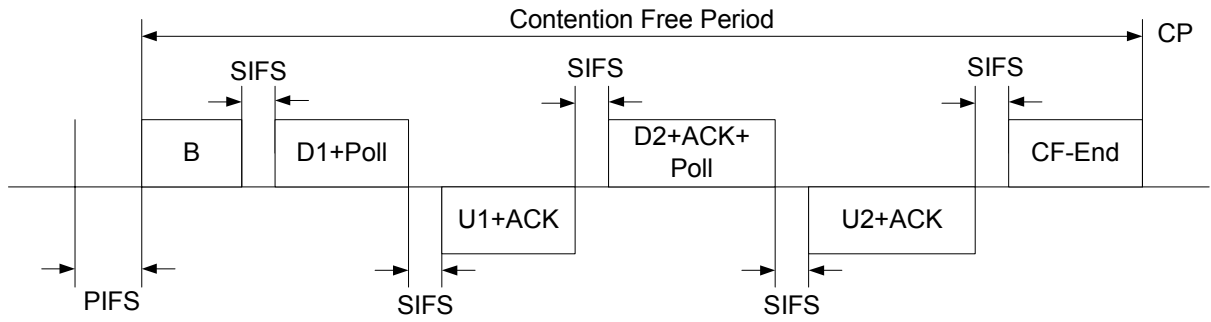 Contention Free Period
CP
SIFS
SIFS
SIFS
B
D1+Poll
D2+ACK+
Poll
CF-End
U1+ACK
U2+ACK
PIFS
SIFS
SIFS